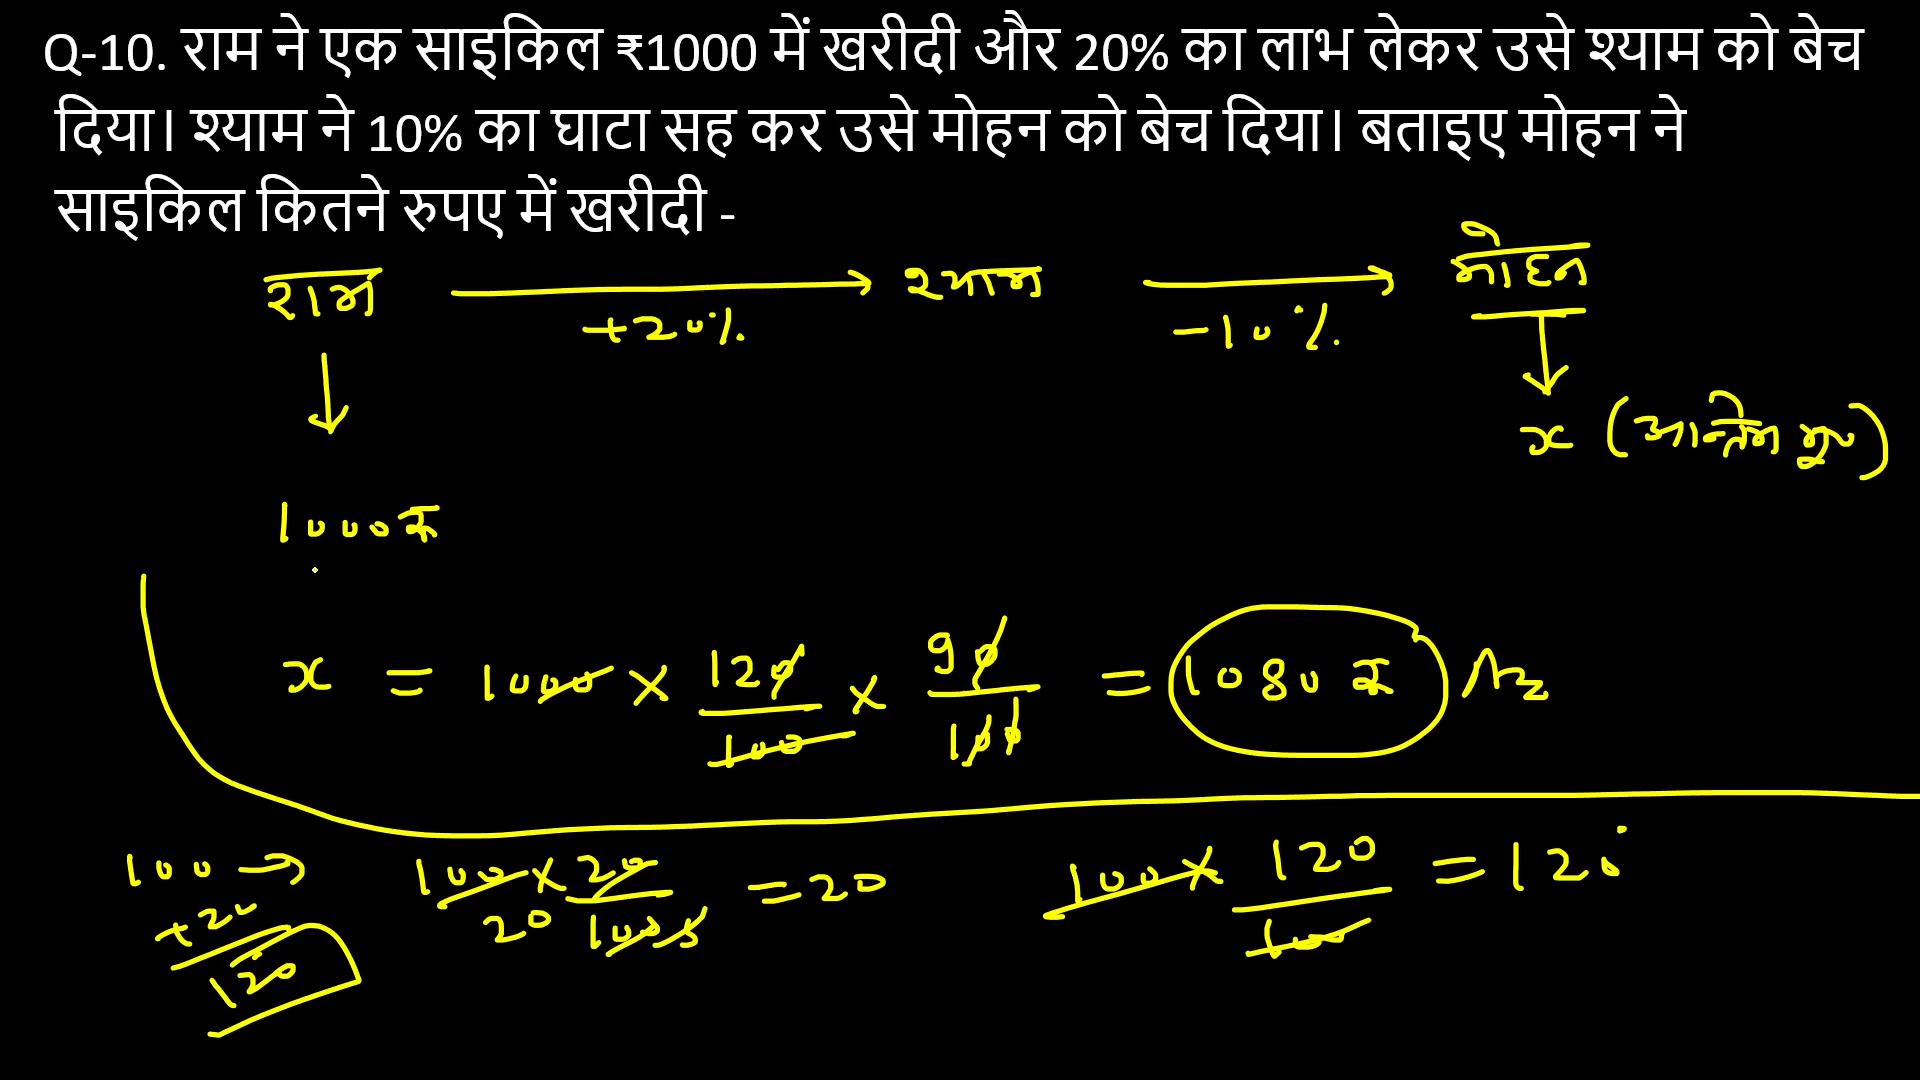 Q-10. राम ने एक साइकिल ₹1000 में खरीदी और 20% का लाभ लेकर उसे श्याम को बेच
दिया। श्याम ने 10% का घाटा सह कर उसे मोहन को बेच दिया। बताइए मोहन ने
साइकिल कितने रुपए में खरीदी -
राम +20% श्याम -10% मोहन
1000 रु
x (
x = 1000 × 120/100 × 90/100 = 1080 रु
100 → 100 × 20/100 = 20 100 × 120/100 = 120
+20 20 5
120